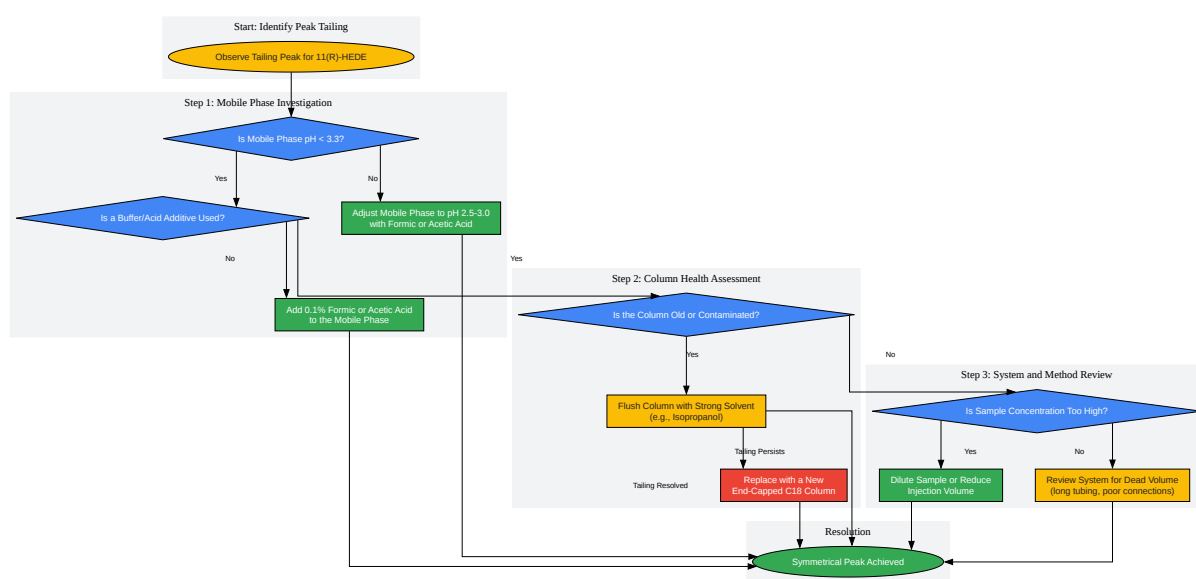 Start: Identify Peak Tailing
Observe Tailing Peak for 11(R)-HEDE
Step 1: Mobile Phase Investigation
Is Mobile Phase pH < 3.3?
Yes
No
Is a Buffer/Acid Additive Used?
Adjust Mobile Phase to pH 2.5-3.0
with Formic or Acetic Acid
No
Yes
Add 0.1% Formic or Acetic Acid
to the Mobile Phase
Step 2: Column Health Assessment
Is the Column Old or Contaminated?
Yes
No
Flush Column with Strong Solvent
(e.g., Isopropanol)
Tailing Persists
Tailing Resolved
Replace with a New
End-Capped C18 Column
Step 3: System and Method Review
Is Sample Concentration Too High?
Yes
No
Dilute Sample or Reduce
Injection Volume
Review System for Dead Volume
(long tubing, poor connections)
Resolution
Symmetrical Peak Achieved